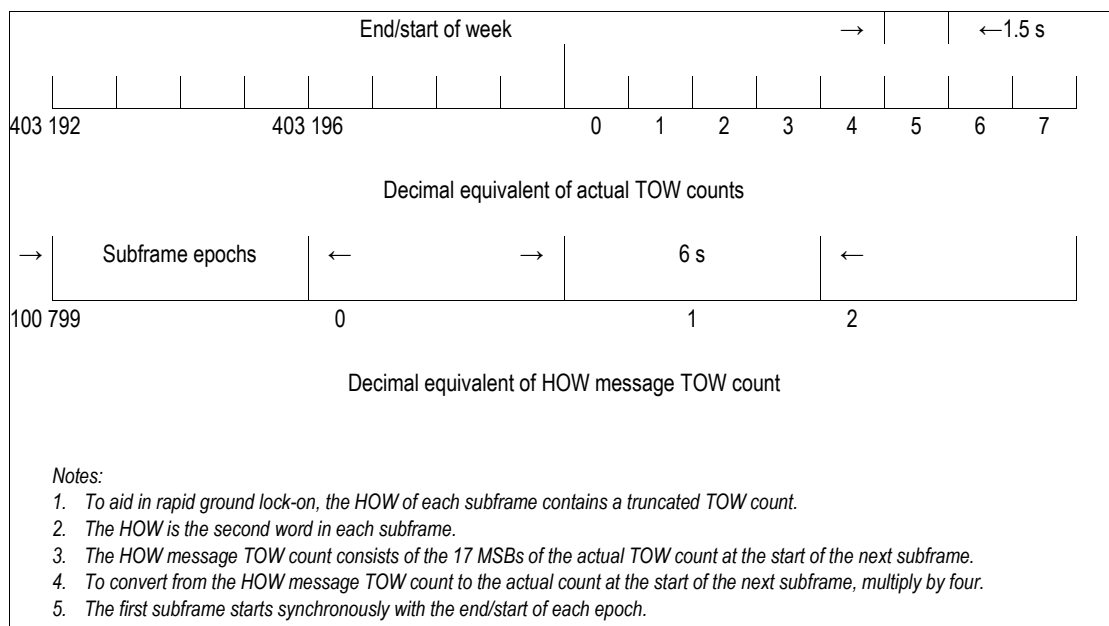 End/start of week → ←1.5 s
403 192 403 196 0 1 2 3 4 5 6 7
Decimal equivalent of actual TOW counts
→ Subframe epochs ← → 6 s ←
100 799 0 1 2
Decimal equivalent of HOW message TOW count
Notes:
1. To aid in rapid ground lock-on, the HOW of each subframe contains a truncated TOW count.
2. The HOW is the second word in each subframe.
3. The HOW message TOW count consists of the 17 MSBs of the actual TOW count at the start of the next subframe.
4. To convert from the HOW message TOW count to the actual count at the start of the next subframe, multiply by four.
5. The first subframe starts synchronously with the end/start of each epoch.